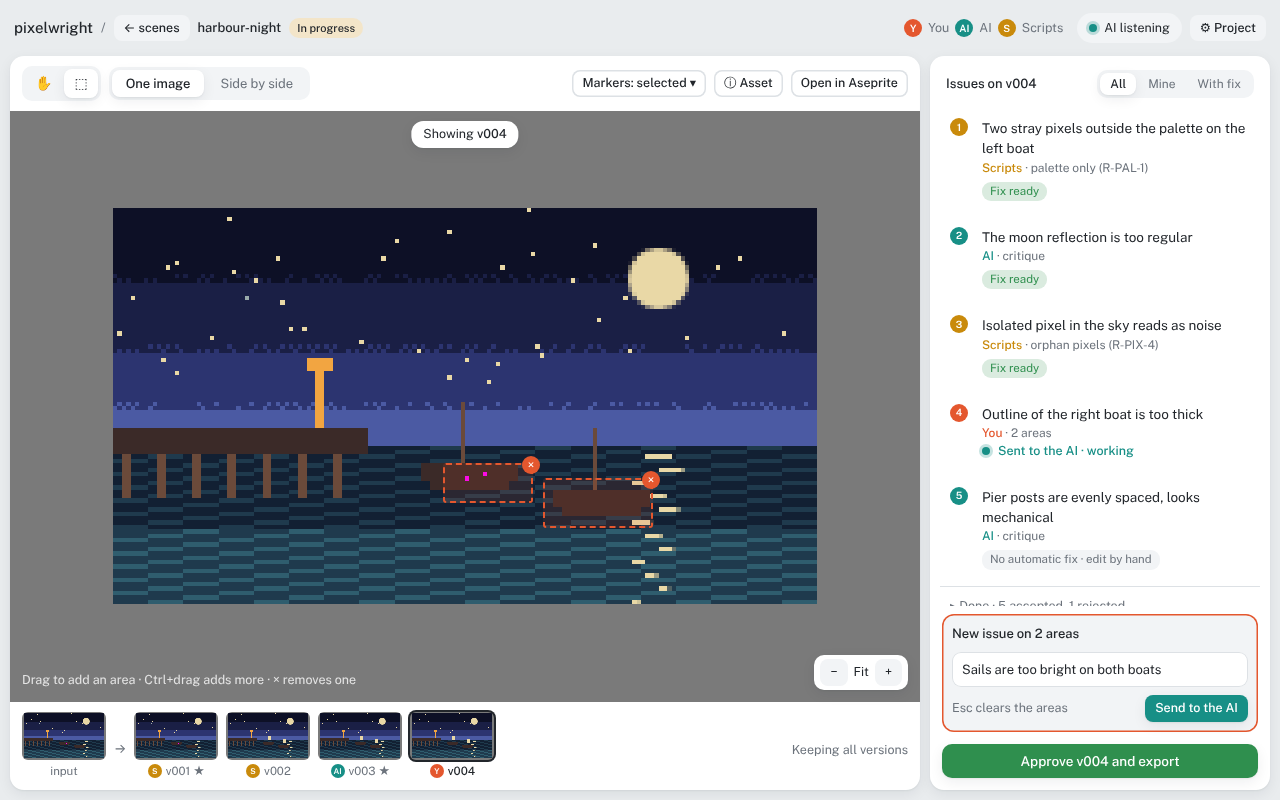 pixelwright / ← scenes harbour-night In progress
Y You AI AI S Scripts AI listening ⚙ Project
✋ ⬚ One image Side by side
Markers: selected ▾ ⓘ Asset Open in Aseprite
Showing v004
×
×
Drag to add an area · Ctrl+drag adds more · × removes one
− Fit +
input → S v001 ★ S v002 AI v003 ★ Y v004
Keeping all versions
Issues on v004 All Mine With fix
1 Two stray pixels outside the palette on the
left boat
Scripts · palette only (R-PAL-1)
Fix ready
2 The moon reflection is too regular
AI · critique
Fix ready
3 Isolated pixel in the sky reads as noise
Scripts · orphan pixels (R-PIX-4)
Fix ready
4 Outline of the right boat is too thick
You · 2 areas
Sent to the AI · working
5 Pier posts are evenly spaced, looks
mechanical
AI · critique
No automatic fix · edit by hand
▸ Done · 5 accepted, 1 rejected
New issue on 2 areas
Sails are too bright on both boats
Esc clears the areas Send to the AI
Approve v004 and export